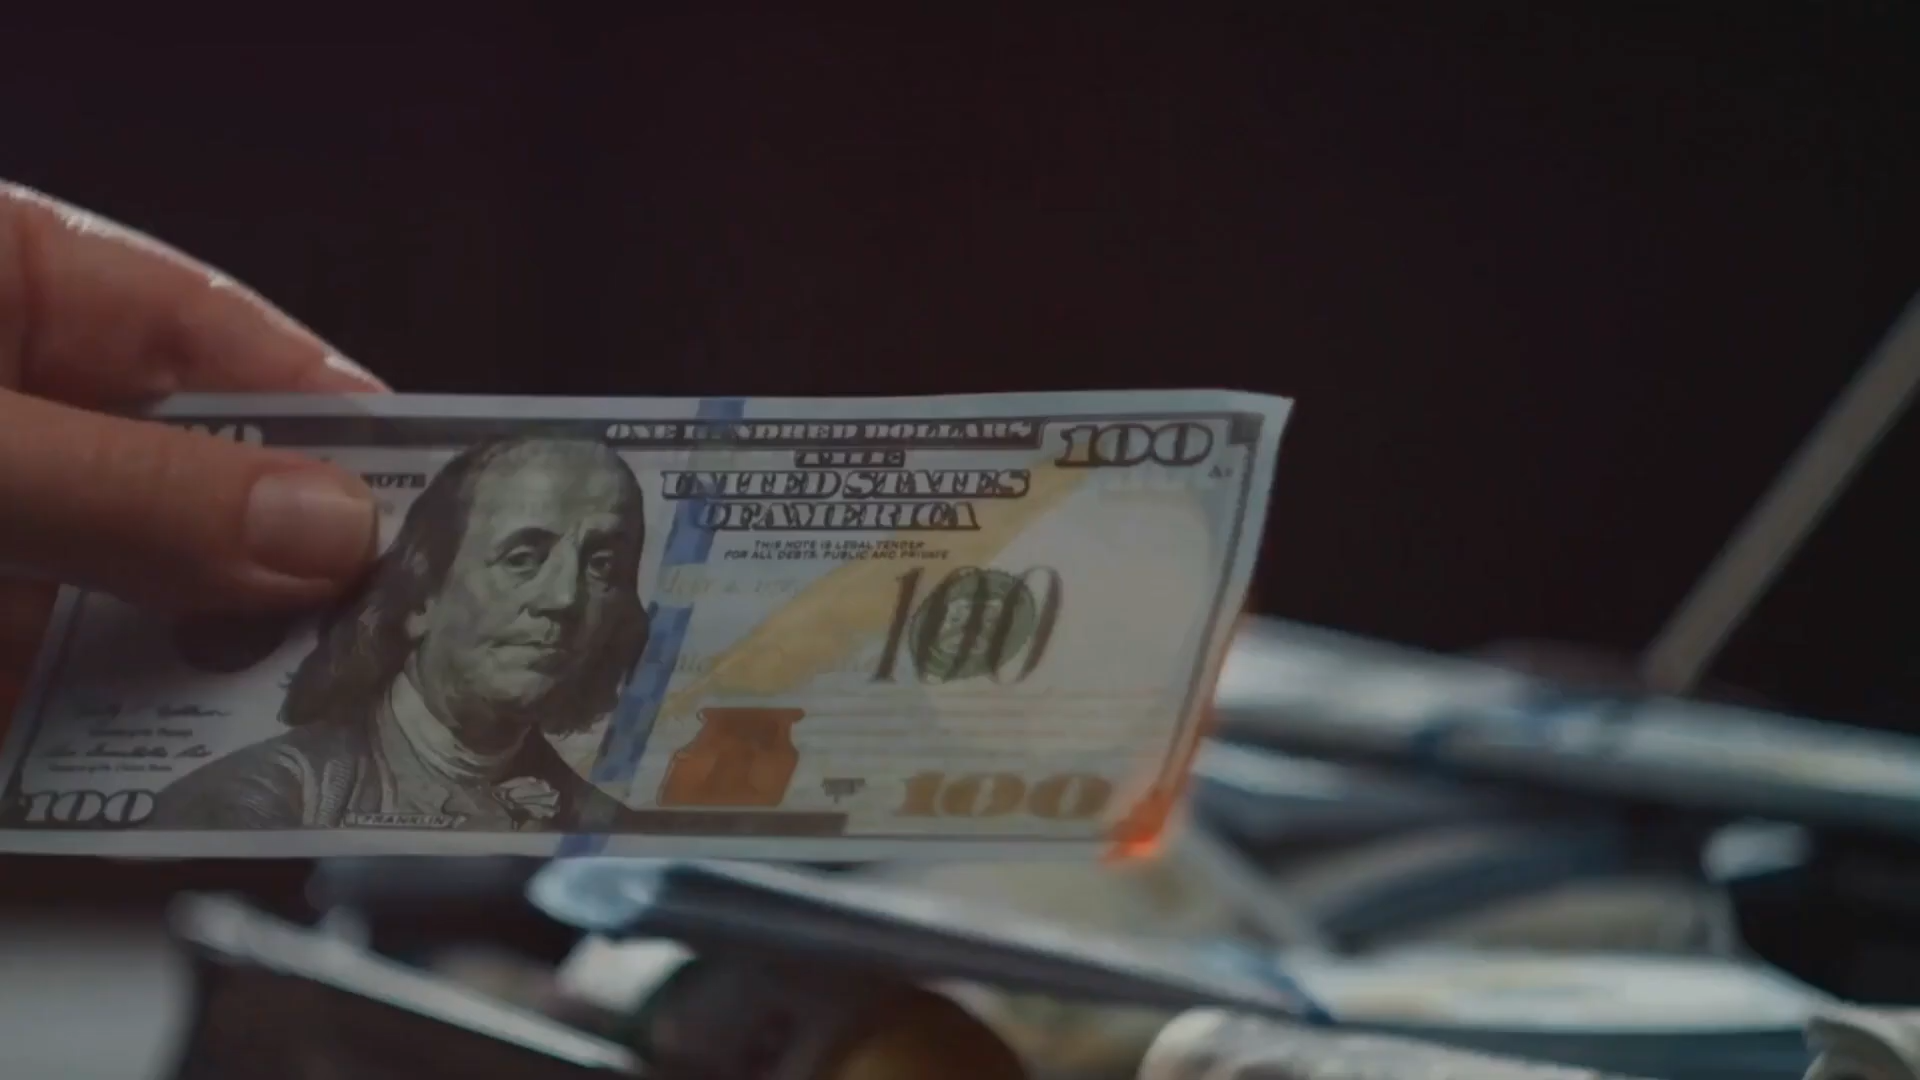 ONE HUNDRED DOLLARS
100
NOTE
THE
UNITED STATES
OF AMERICA
THIS NOTE IS LEGAL TENDER
FOR ALL DEBTS, PUBLIC AND PRIVATE
100
100
100
FRANKLIN